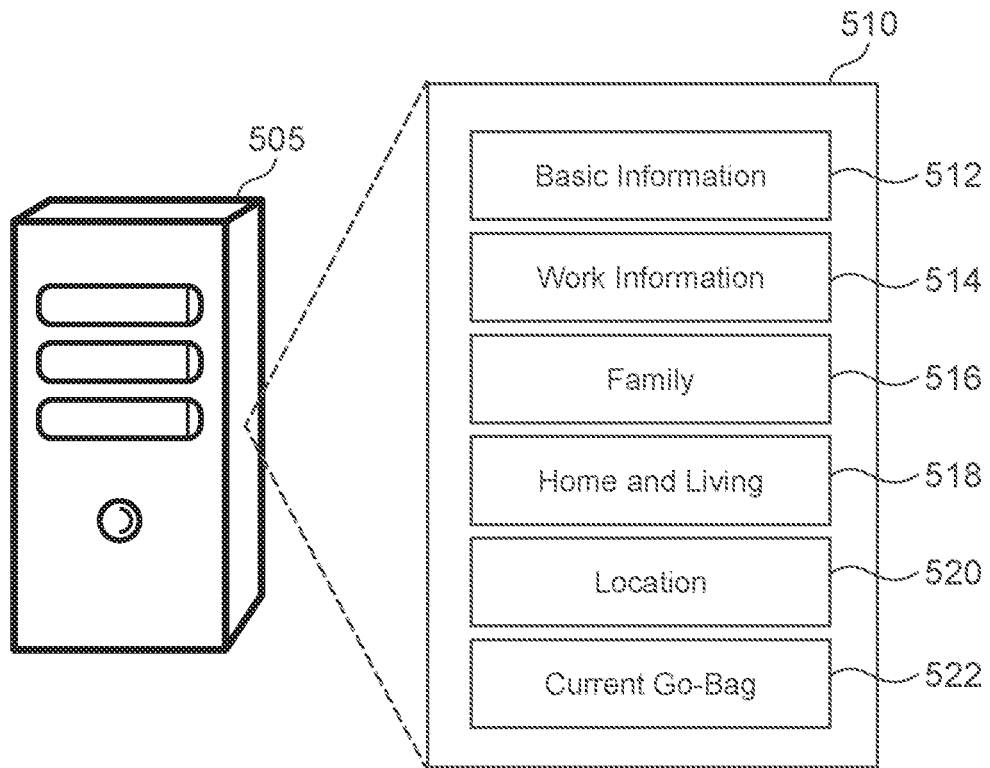 510
505
Basic Information 512
Work Information 514
Family 516
Home and Living 518
Location 520
Current Go-Bag 522